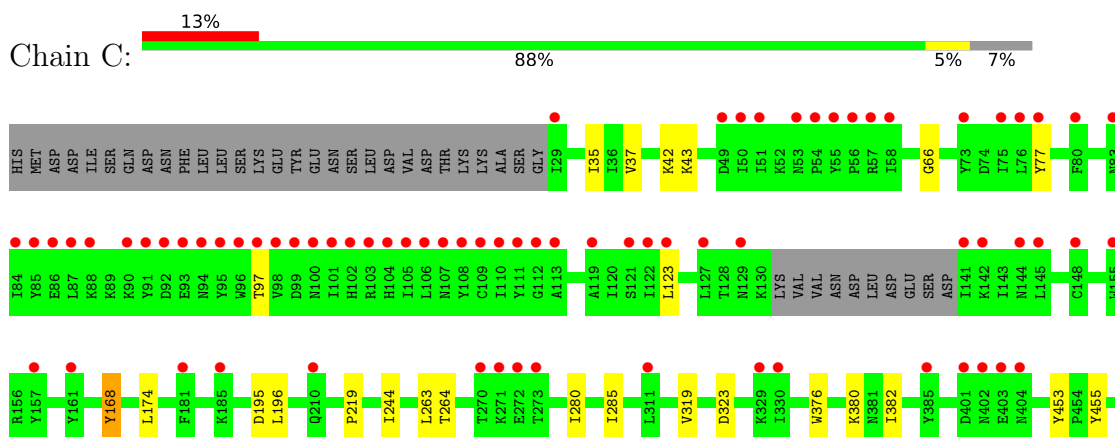 13%
Chain C:
88% 5% 7%
HIS MET ASP ASP ILE SER GLN ASP ASN PHE LEU LEU SER LYS GLU TYR GLU ASN SER LEU ASP VAL ASP THR LYS LYS ALA SER GLY I29 I35 I36 V37 K42 K43 D49 I50 I51 K52 N53 P54 Y55 P56 R57 I58 G66 Y73 D74 I75 L76 Y77 F80 N83
I84 Y85 E86 L87 K88 K89 K90 Y91 D92 E93 N94 Y95 W96 T97 V98 D99 N100 I101 H102 R103 H104 I105 L106 N107 Y108 C109 I110 Y111 G112 A113 A119 I120 S121 I122 L123 L127 T128 N129 K130 LYS VAL VAL ASN ASP LEU ASP GLU SER ASP I141 K142 I143 N144 L145 C148 W155
R156 Y157 Y161 Y168 L174 F181 K185 D195 L196 Q210 P219 I244 L263 T264 T270 K271 E272 T273 I280 I285 L311 V319 D323 K329 I330 W376 K380 N381 I382 Y385 D401 N402 E403 N404 Y453 P454 Y455